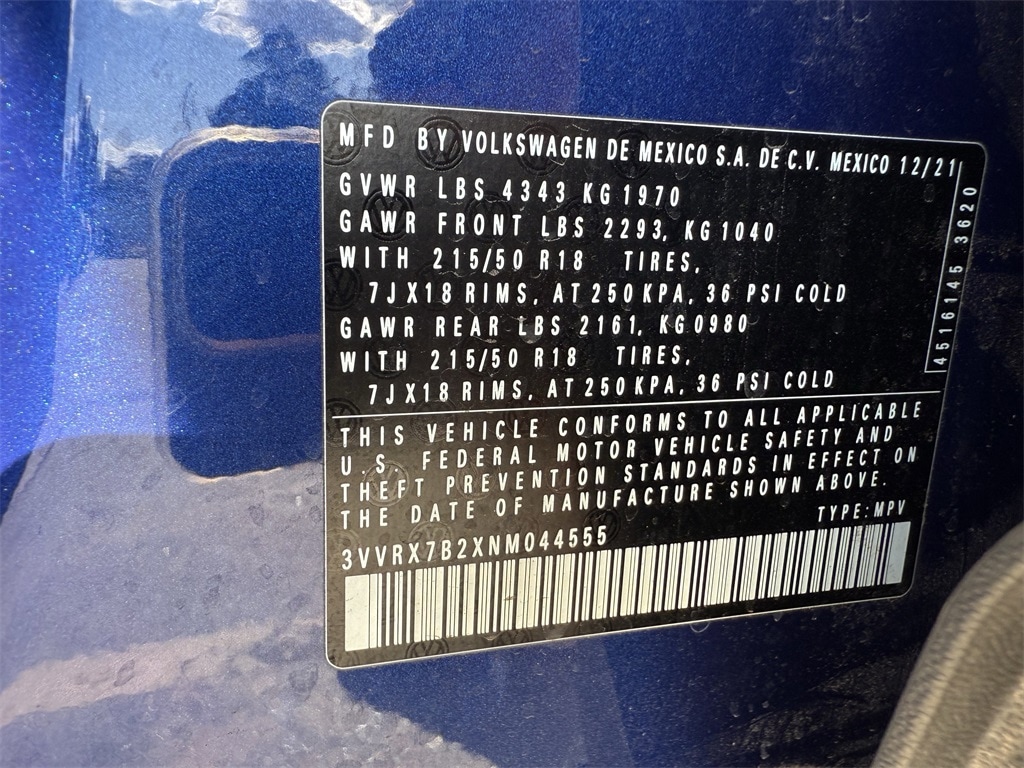 MFD BY VOLKSWAGEN DE MEXICO S.A. DE C.V. MEXICO 12/21
GVWR LBS 4343 KG 1970
GAWR FRONT LBS 2293, KG 1040
WITH 215/50 R18 TIRES,
7J X 18 RIMS, AT 250 KPA, 36 PSI COLD
GAWR REAR LBS 2161, KG 0980
WITH 215/50 R18 TIRES,
7J X 18 RIMS, AT 250 KPA, 36 PSI COLD
4516145 3620
THIS VEHICLE CONFORMS TO ALL APPLICABLE
U.S. FEDERAL MOTOR VEHICLE SAFETY AND
THEFT PREVENTION STANDARDS IN EFFECT ON
THE DATE OF MANUFACTURE SHOWN ABOVE.
TYPE: MPV
3VVRX7B2XNM044555